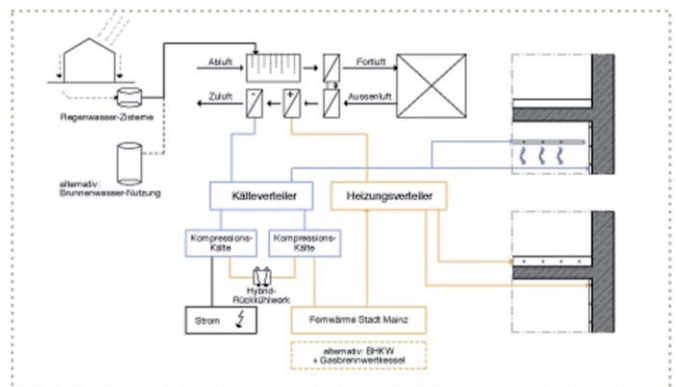 Abluft
Fortluft
Zuluft
Aussenluft
-
+
Regenwasser-Zisterne
alternativ:
Brunnenwasser-Nutzung
Kälteverteiler
Heizungsverteiler
Kompressions-
Kälte
Kompressions-
Kälte
Hybrid-
Rückkühlwerk
Strom
Fernwärme Stadt Mainz
alternativ: BHKW
+ Gasbrennwertkessel